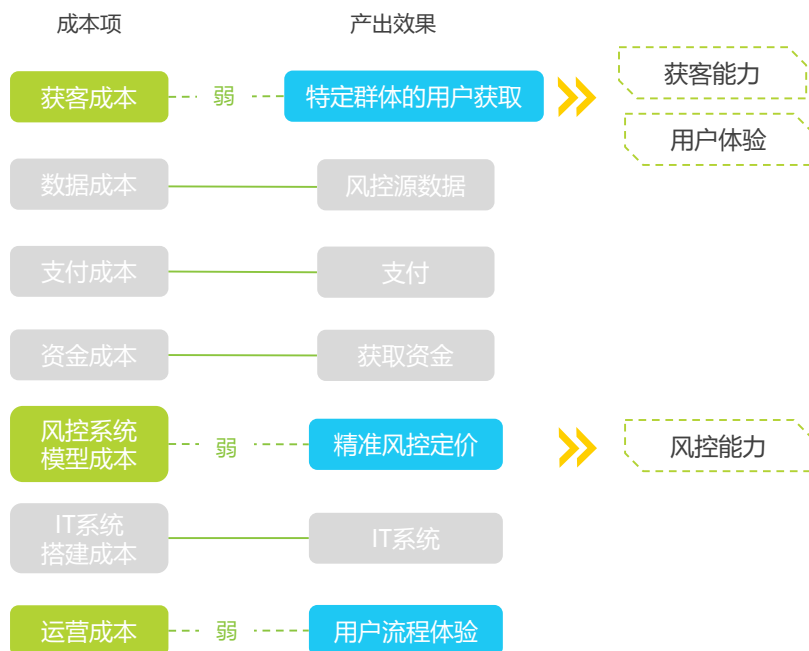 成本项
产出效果
获客成本
弱
特定群体的用户获取
获客能力
用户体验
数据成本
风控源数据
支付成本
支付
资金成本
获取资金
风控系统
模型成本
弱
精准风控定价
风控能力
IT系统
搭建成本
IT系统
运营成本
弱
用户流程体验